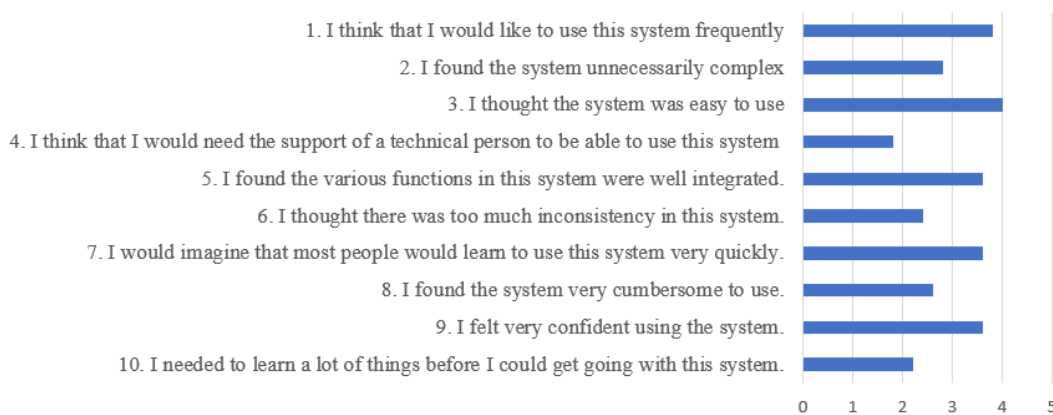 1. I think that I would like to use this system frequently
2. I found the system unnecessarily complex
3. I thought the system was easy to use
4. I think that I would need the support of a technical person to be able to use this system
5. I found the various functions in this system were well integrated.
6. I thought there was too much inconsistency in this system.
7. I would imagine that most people would learn to use this system very quickly.
8. I found the system very cumbersome to use.
9. I felt very confident using the system.
10. I needed to learn a lot of things before I could get going with this system.
0 1 2 3 4 5